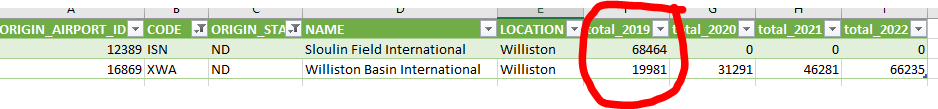 A B C D E F G H I
ORIGIN_AIRPORT_ID CODE ORIGIN_STA NAME LOCATION total_2019 total_2020 total_2021 total_2022
12389 ISN ND Sloulin Field International Williston 68464 0 0 0
16869 XWA ND Williston Basin International Williston 19981 31291 46281 66235